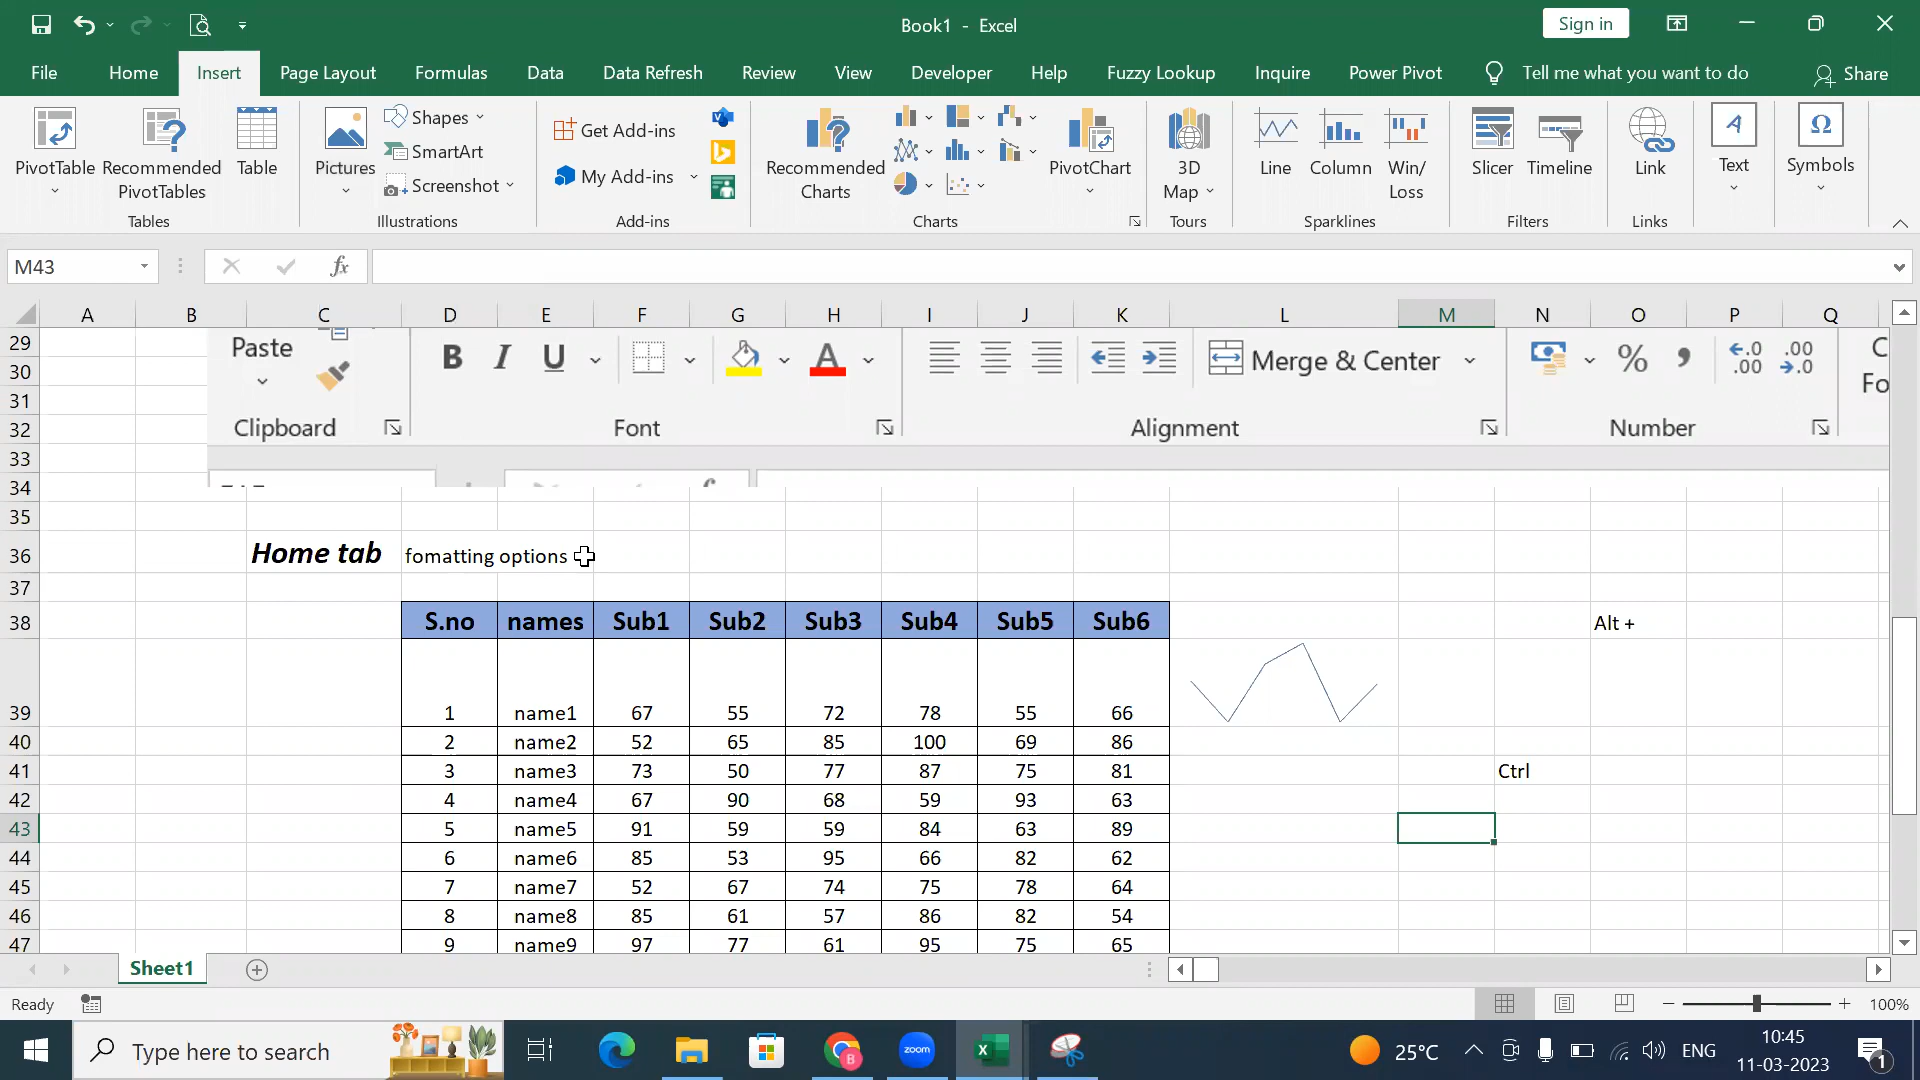 Book1 - Excel
Sign in
File Home Insert Page Layout Formulas Data Data Refresh Review View Developer Help Fuzzy Lookup Inquire Power Pivot Tell me what you want to do Share
PivotTable
Recommended
PivotTables
Table
Tables
Pictures
Shapes
SmartArt
Screenshot
Illustrations
Get Add-ins
My Add-ins
Add-ins
Recommended
Charts
PivotChart
Charts
3D
Map
Tours
Line
Column
Win/
Loss
Sparklines
Slicer
Timeline
Filters
Link
Links
Text
Symbols
M43
fx
A B C D E F G H I J K L M N O P Q
29
30
31
32
33
34
35
Paste
B I U A Merge & Center % , .0 .00 .00 .0
C
Fo
Clipboard Font Alignment Number
36 Home tab fomatting options
37
38 S.no names Sub1 Sub2 Sub3 Sub4 Sub5 Sub6 Alt +
39 1 name1 67 55 72 78 55 66
40 2 name2 52 65 85 100 69 86
41 3 name3 73 50 77 87 75 81 Ctrl
42 4 name4 67 90 68 59 93 63
43 5 name5 91 59 59 84 63 89
44 6 name6 85 53 95 66 82 62
45 7 name7 52 67 74 75 78 64
46 8 name8 85 61 57 86 82 54
47 9 name9 97 77 61 95 75 65
Sheet1
Ready
100%
Type here to search
zoom
25°C
ENG
10:45
11-03-2023
1